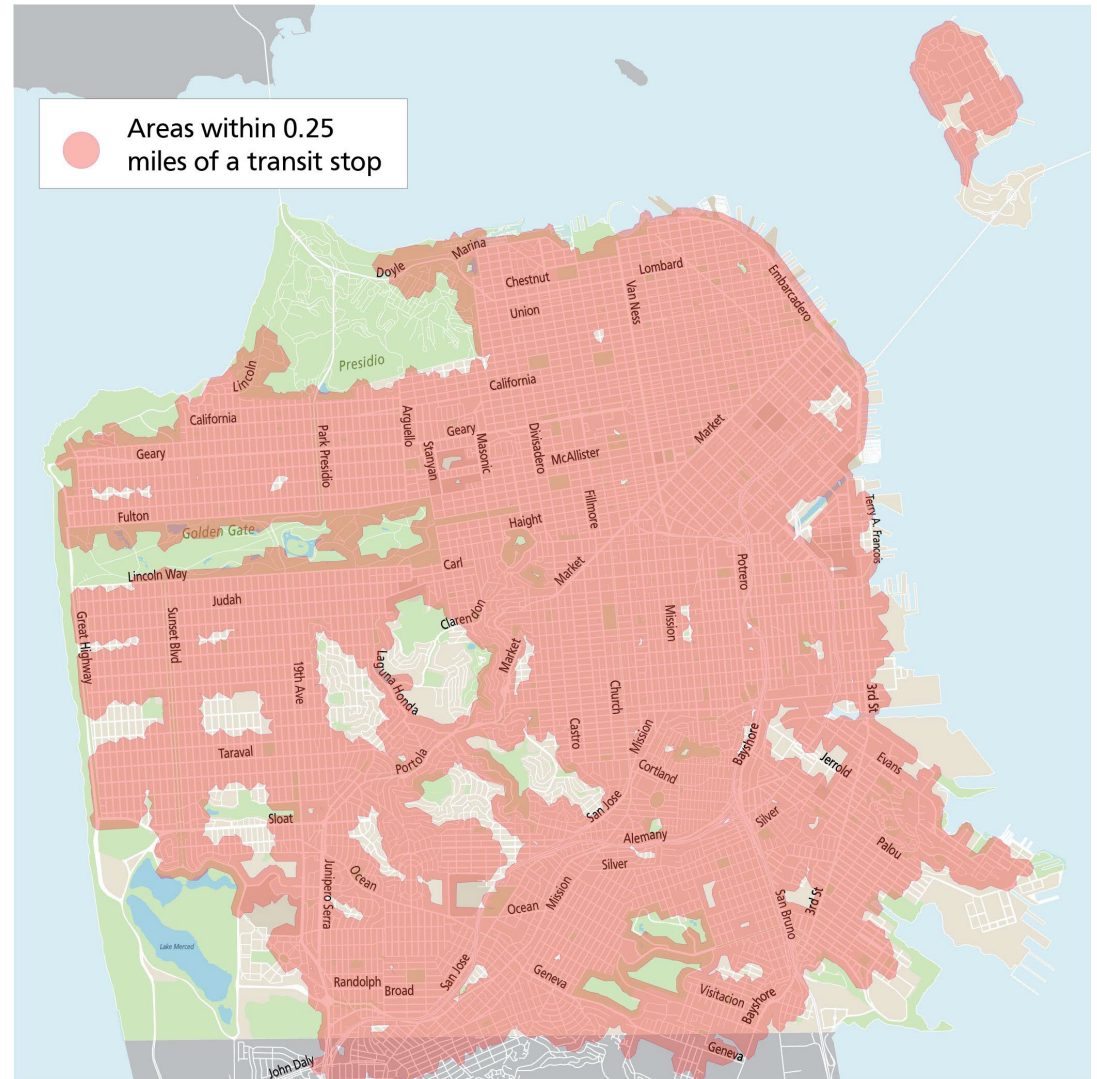 Areas within 0.25
miles of a transit stop
Marina
Doyle
Chestnut
Lombard
Embarcadero
Van Ness
Union
Presidio
Lincoln
California
California
Arguello
Geary
Masonic
Divisadero
Market
Park Presidio
Stanyan
Geary
McAllister
Fillmore
Terry A. Francois
Fulton
Golden Gate
Haight
Lincoln Way
Carl
Market
Potrero
Judah
Clarendon
Mission
Great Highway
Sunset Blvd
19th Ave
Laguna Honda
Market
Church
3rd St
Castro
Mission
Bayshore
Taraval
Portola
Cortland
Jerrold
Evans
Sloat
San Jose
Silver
Alemany
Palou
Silver
Junipero Serra
Ocean
Mission
Ocean
San Bruno
3rd St
Lake Merced
San Jose
Geneva
Randolph
Broad
Visitacion
Bayshore
Geneva
John Daly